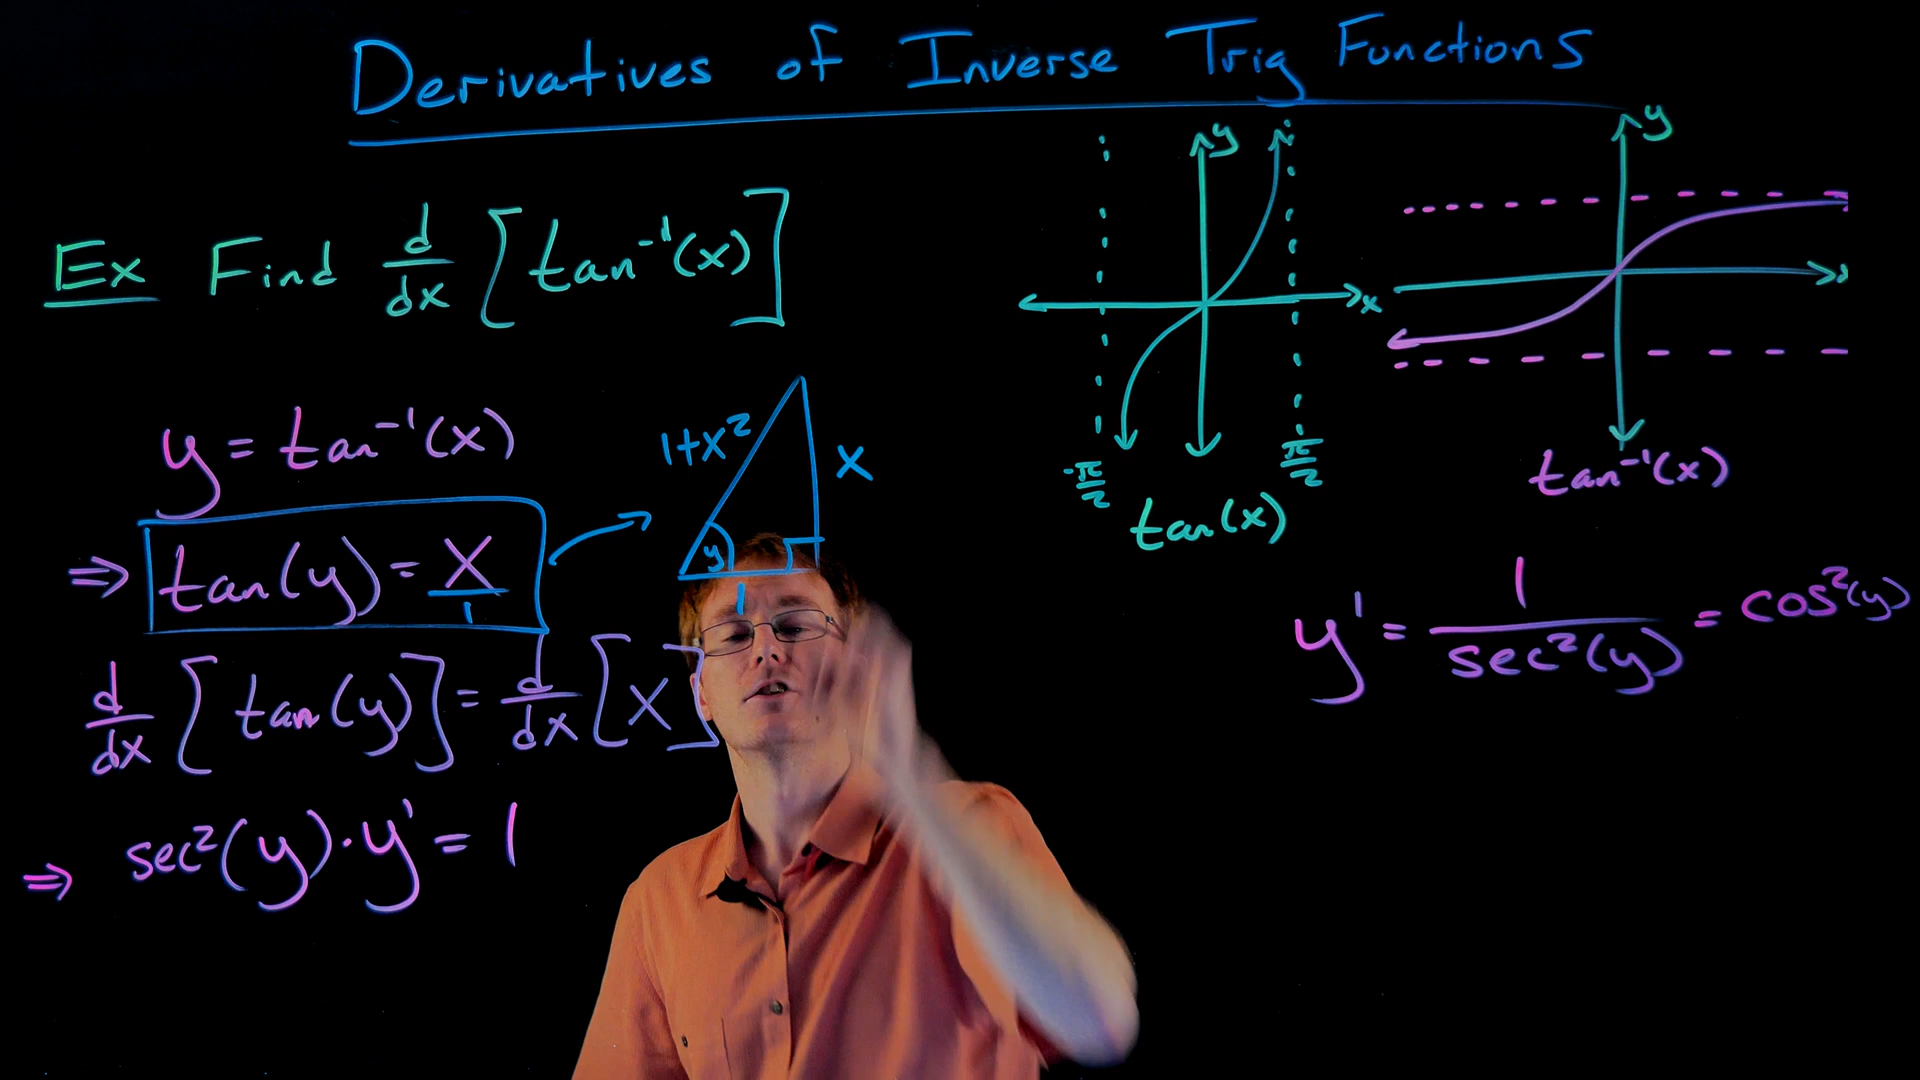 Derivatives of Inverse Trig Functions
Ex Find d/dx [tan⁻¹(x)]
y = tan⁻¹(x)
⇒ tan(y) = x/1
d/dx [tan(y)] = d/dx [x]
⇒ sec²(y)·y' = 1
1+x²
x
y
1
y
x
-π/2
π/2
tan(x)
y
tan⁻¹(x)
y' = 1/sec²(y) = cos²(y)